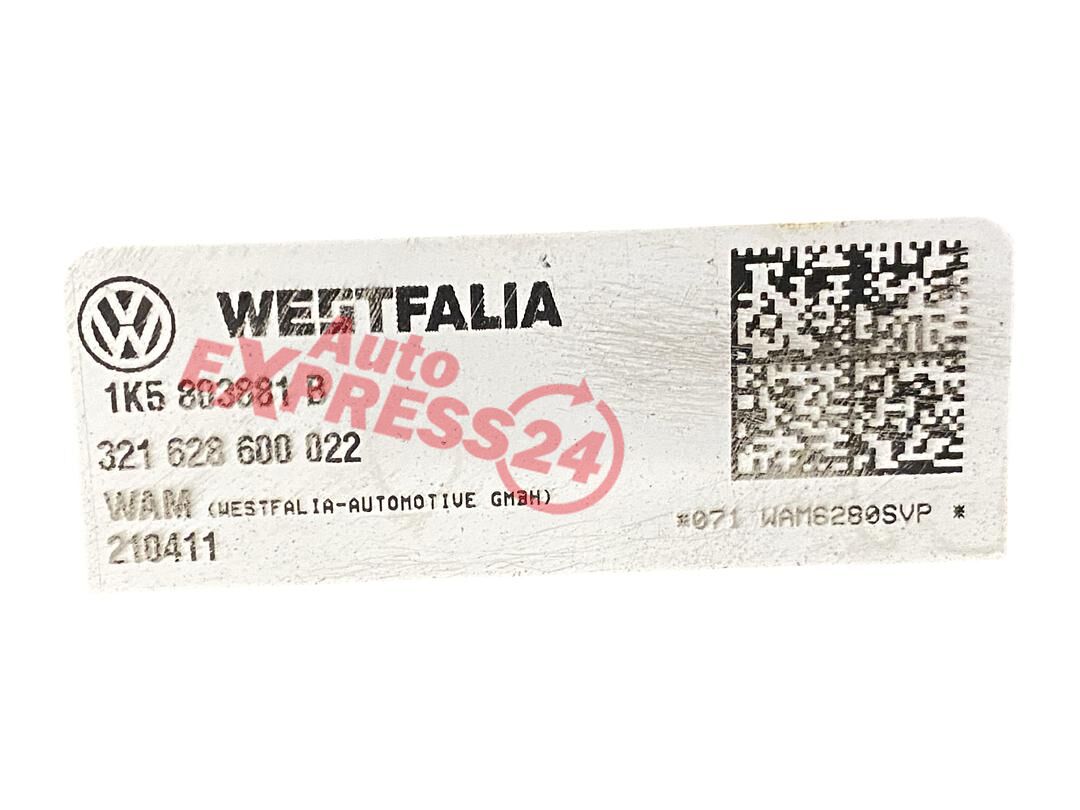 WESTFALIA
Auto
EXPRESS24
1K5 803881 B
321 628 600 022
WAM (WESTFALIA-AUTOMOTIVE GMBH)
210411
*071 WAM6280SVP *